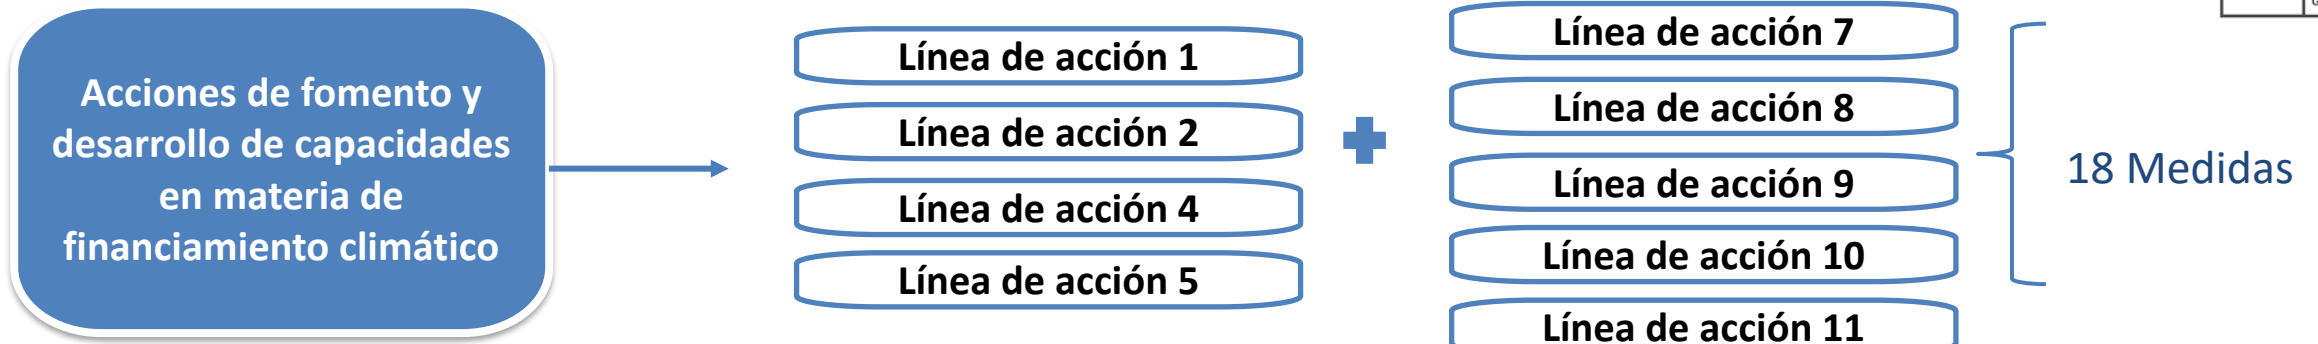 Acciones de fomento y
desarrollo de capacidades
en materia de
financiamiento climático
Línea de acción 1
Línea de acción 2
Línea de acción 4
Línea de acción 5
Línea de acción 7
Línea de acción 8
Línea de acción 9
Línea de acción 10
Línea de acción 11
18 Medidas